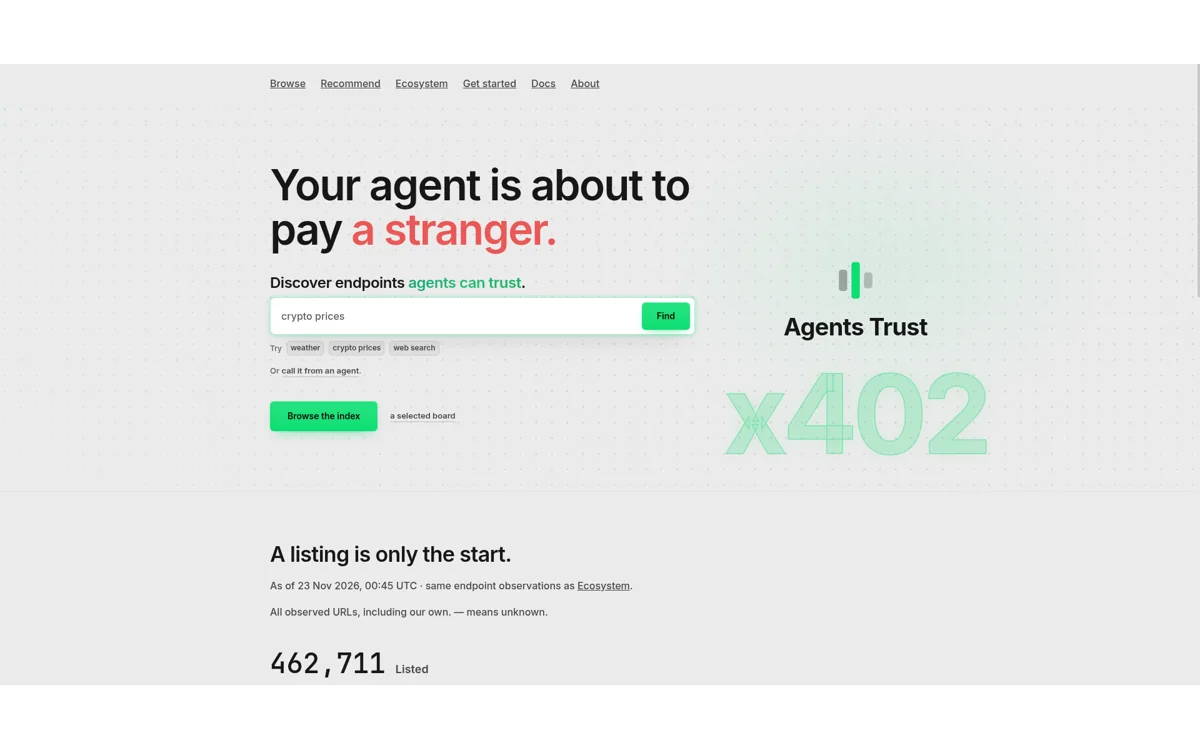 Browse Recommend Ecosystem Get started Docs About
Your agent is about to
pay a stranger.
Discover endpoints agents can trust.
crypto prices Find
Try weather crypto prices web search
Or call it from an agent.
Browse the index a selected board
Agents Trust
x402
A listing is only the start.
As of 23 Nov 2026, 00:45 UTC · same endpoint observations as Ecosystem.
All observed URLs, including our own. — means unknown.
462,711 Listed